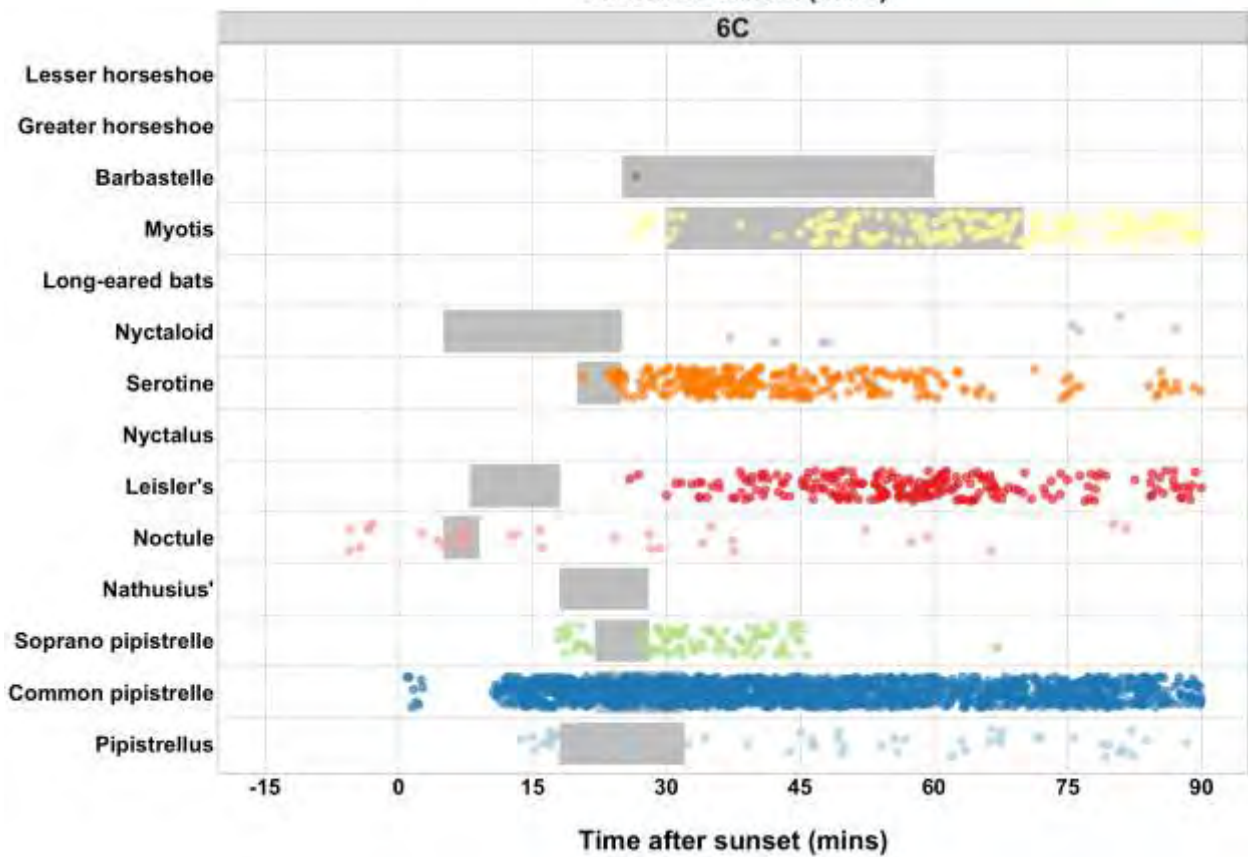 6C
Lesser horseshoe
Greater horseshoe
Barbastelle
Myotis
Long-eared bats
Nyctaloid
Serotine
Nyctalus
Leisler's
Noctule
Nathusius'
Soprano pipistrelle
Common pipistrelle
Pipistrellus
-15 0 15 30 45 60 75 90
Time after sunset (mins)